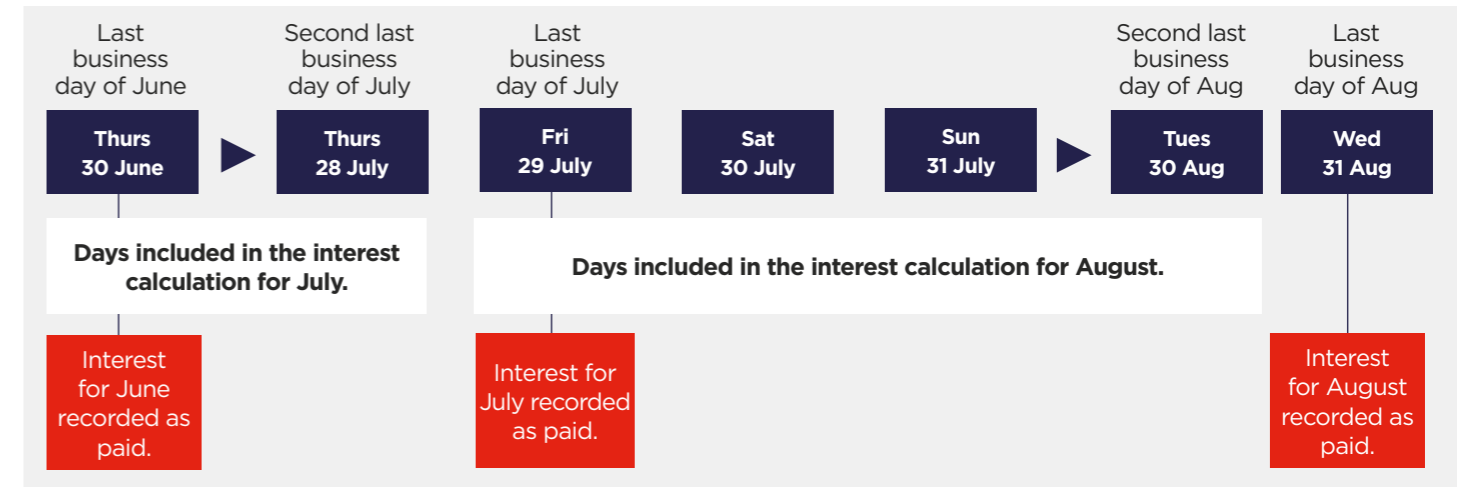 Last
business
day of June
Second last
business
day of July
Last
business
day of July
Second last
business
day of Aug
Last
business
day of Aug
Thurs
30 June
Thurs
28 July
Fri
29 July
Sat
30 July
Sun
31 July
Tues
30 Aug
Wed
31 Aug
Days included in the interest
calculation for July.
Days included in the interest calculation for August.
Interest
for June
recorded as
paid.
Interest for
July recorded
as paid.
Interest
for August
recorded as
paid.